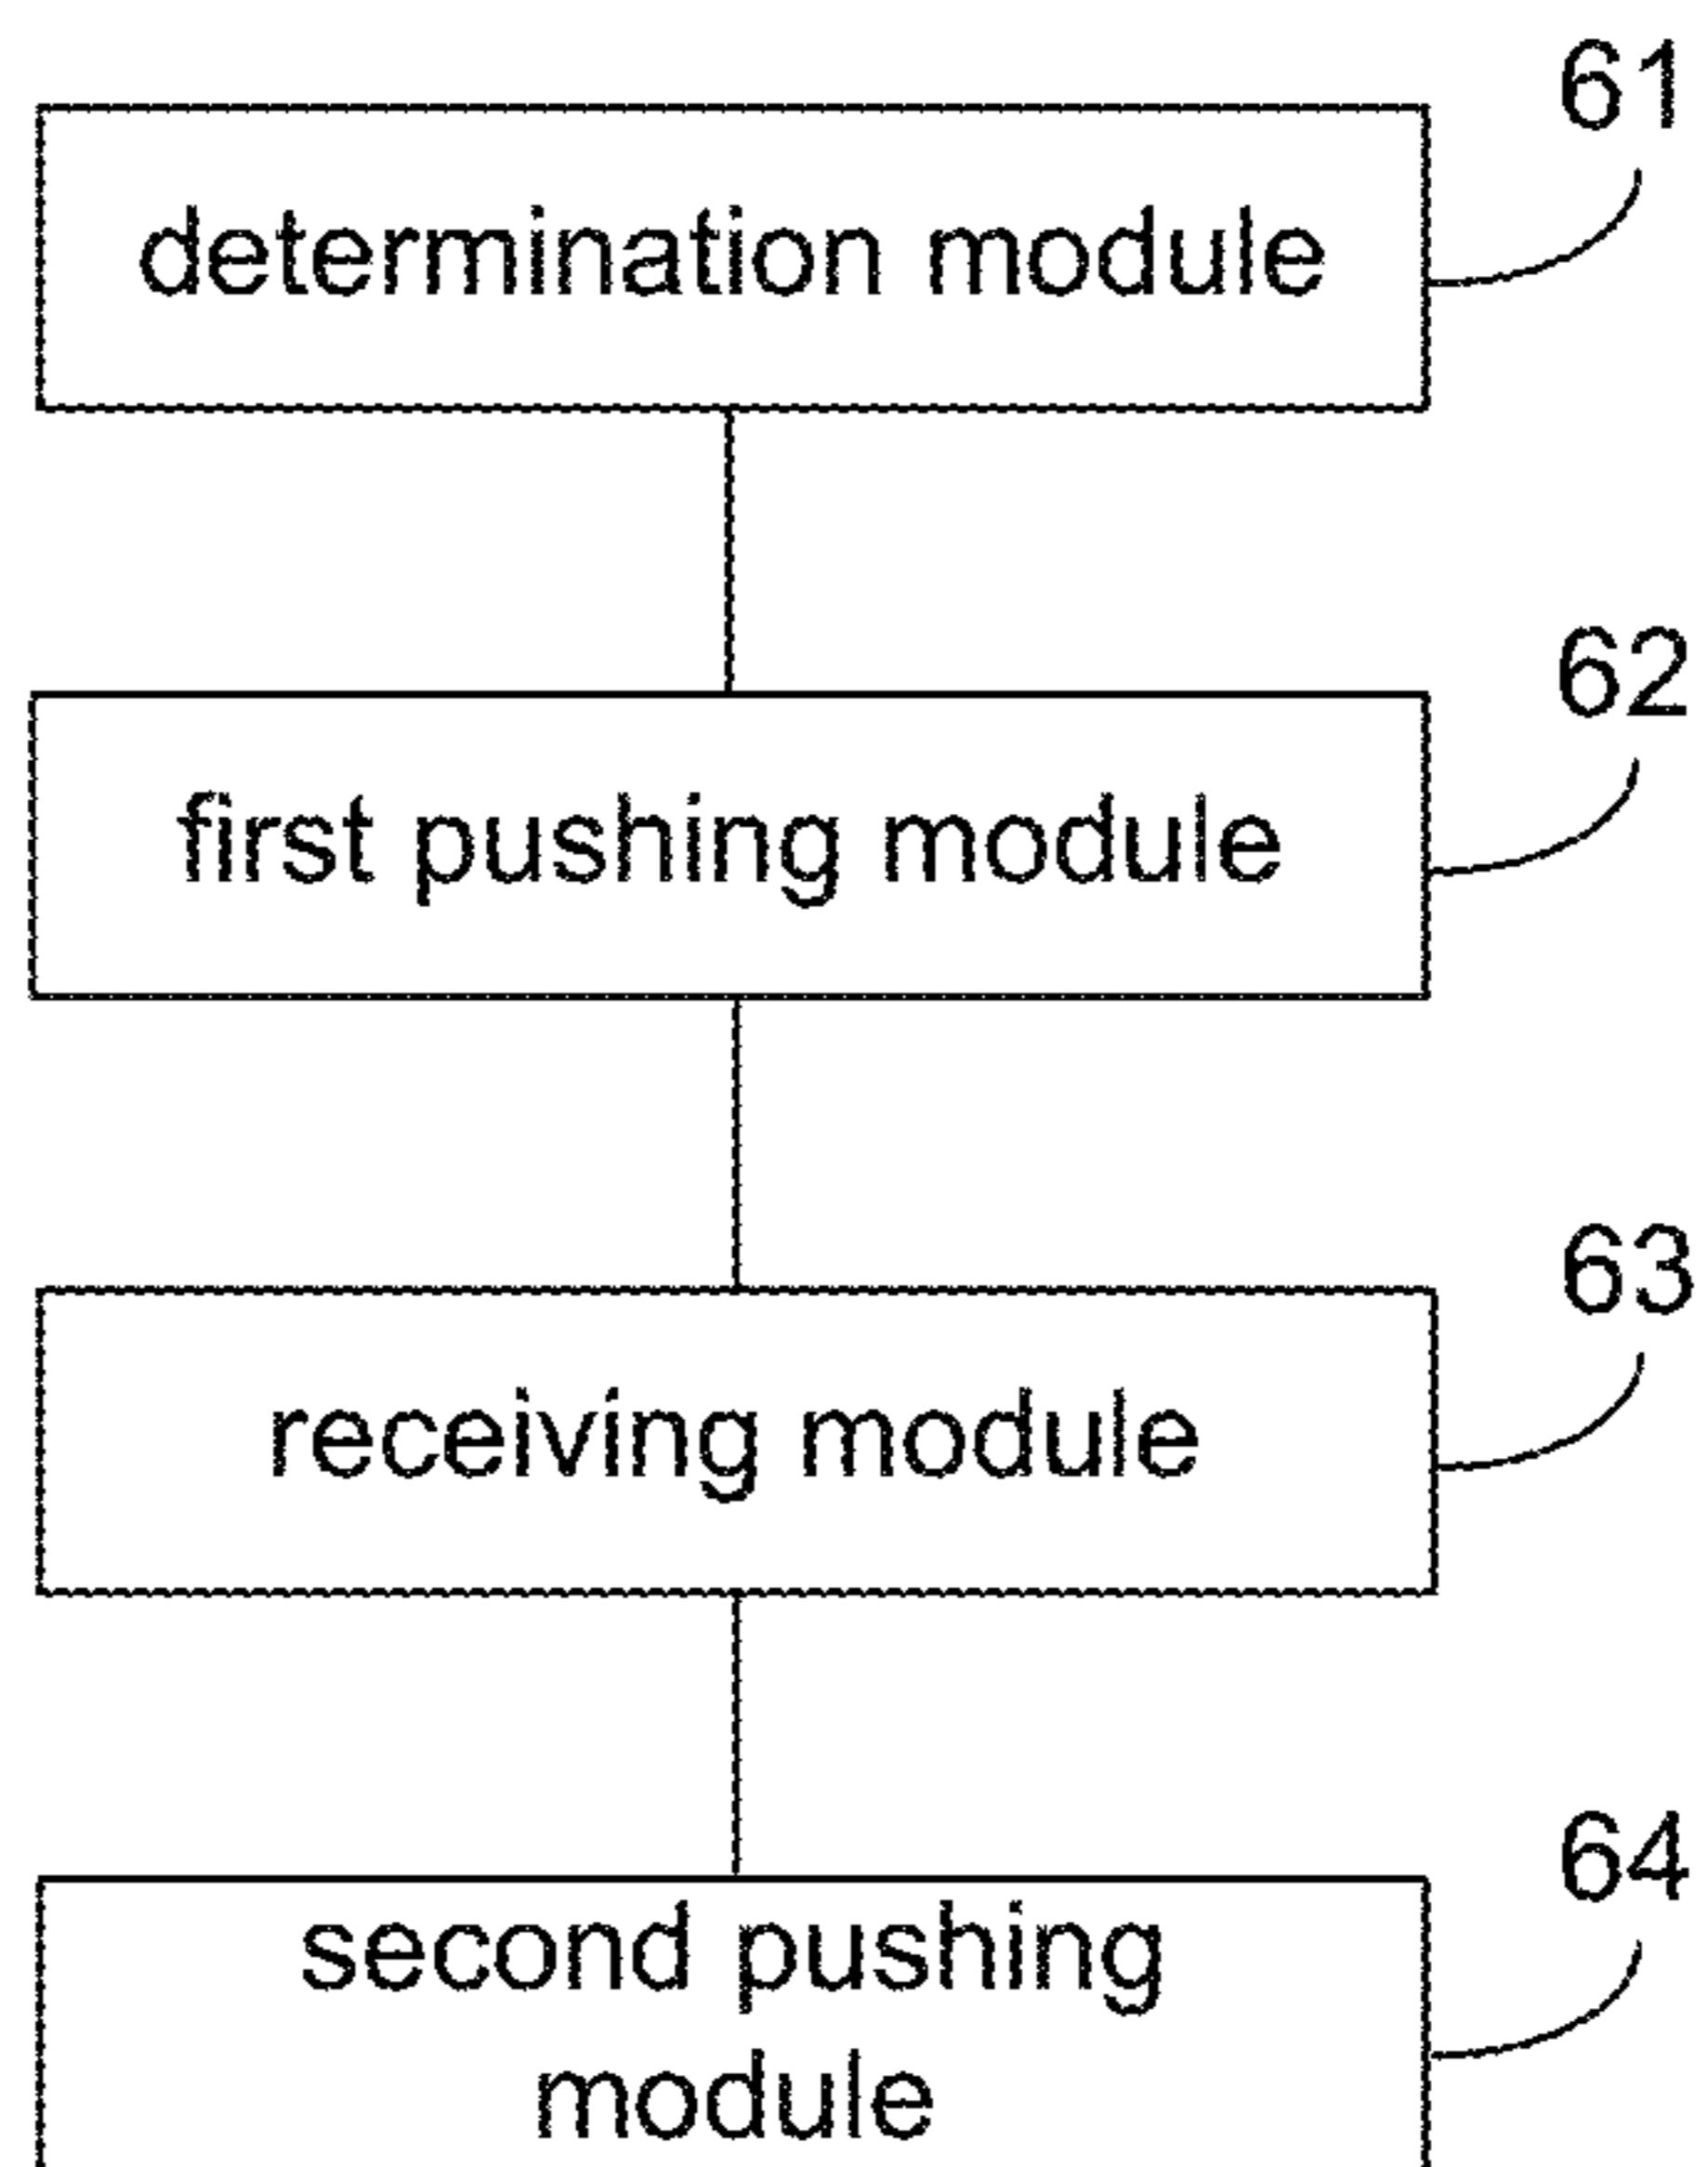 61
determination module
62
first pushing module
63
receiving module
64
second pushing
module